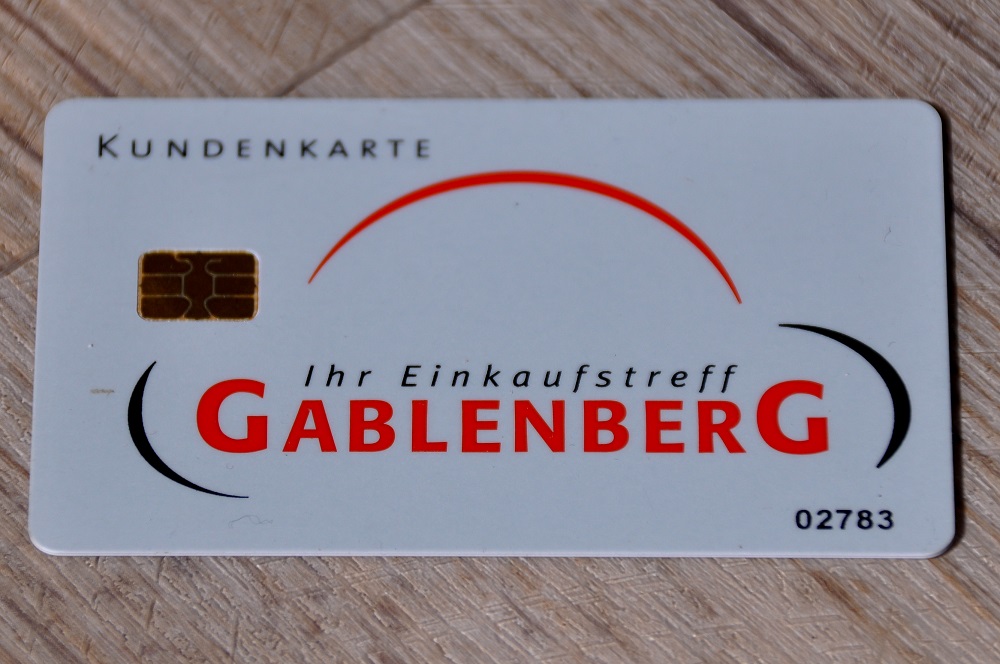 KUNDENKARTE
Ihr Einkaufstreff
GABLENBERG
02783